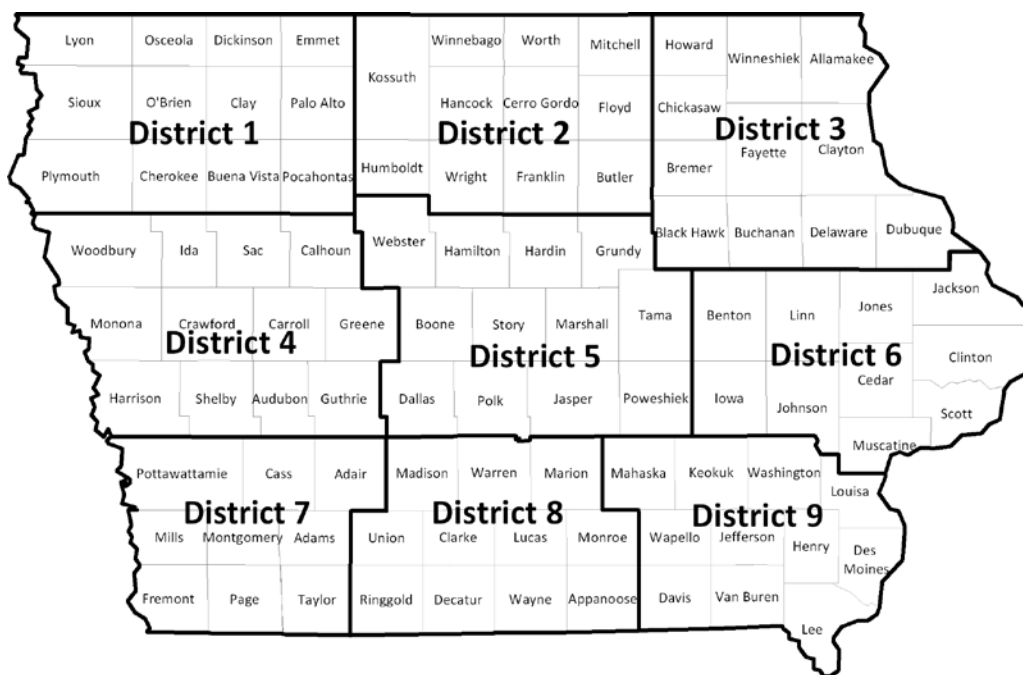 Lyon Osceola Dickinson Emmet
Sioux O'Brien Clay Palo Alto
District 1
Plymouth Cherokee Buena Vista Pocahontas
Winnebago Worth Mitchell
Kossuth
Hancock Cerro Gordo Floyd
District 2
Humboldt Wright Franklin Butler
Howard Winneshiek Allamakee
Chickasaw
District 3
Bremer Fayette Clayton
Black Hawk Buchanan Delaware Dubuque
Woodbury Ida Sac Calhoun
Monona Crawford Carroll Greene
District 4
Harrison Shelby Audubon Guthrie
Webster Hamilton Hardin Grundy
Boone Story Marshall Tama
District 5
Dallas Polk Jasper Poweshiek
Jackson
Benton Linn Jones
District 6
Clinton
Cedar
Iowa Johnson Scott
Muscatine
Pottawattamie Cass Adair
District 7
Mills Montgomery Adams
Fremont Page Taylor
Madison Warren Marion
District 8
Union Clarke Lucas Monroe
Ringgold Decatur Wayne Appanoose
Mahaska Keokuk Washington
Louisa
District 9
Wapello Jefferson Henry Des
Moines
Davis Van Buren
Lee